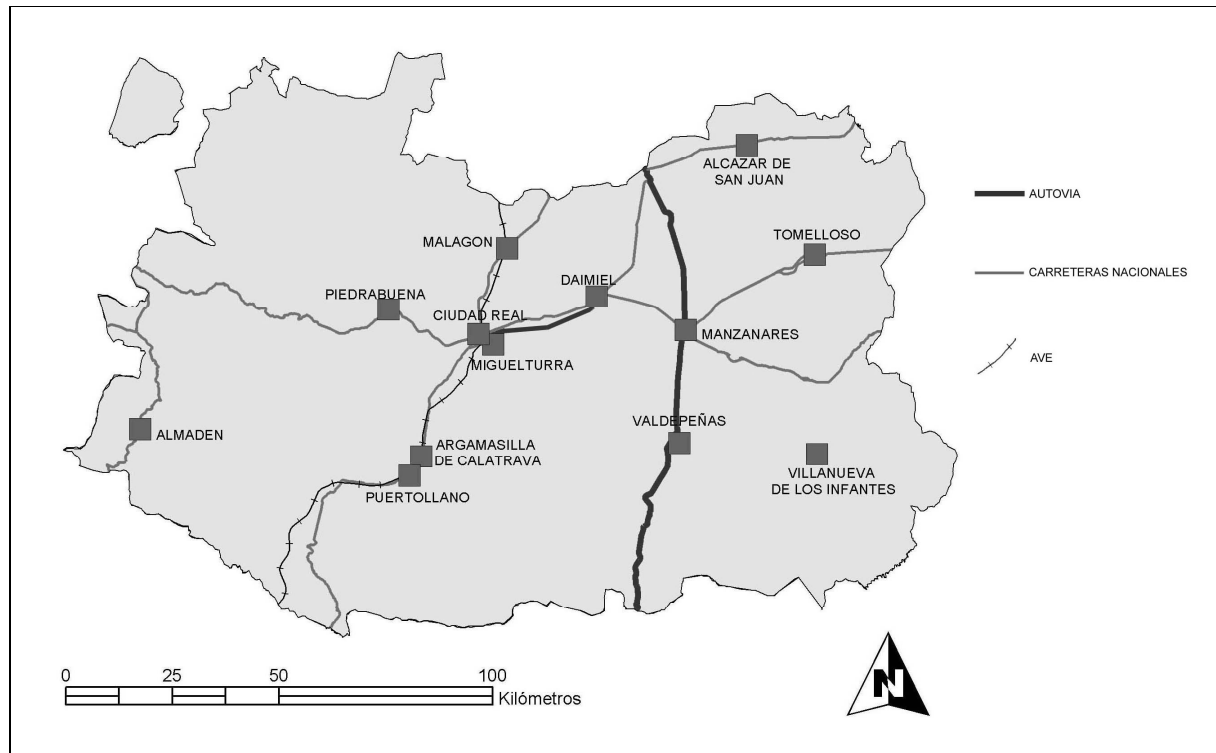 ALCAZAR DE
SAN JUAN
AUTOVIA
TOMELLOSO
MALAGON
DAIMIEL
CARRETERAS NACIONALES
PIEDRABUENA
CIUDAD REAL
MANZANARES
MIGUELTURRA
AVE
VALDEPEÑAS
ALMADEN
ARGAMASILLA
DE CALATRAVA
VILLANUEVA
DE LOS INFANTES
PUERTOLLANO
0 25 50 100
Kilómetros
N